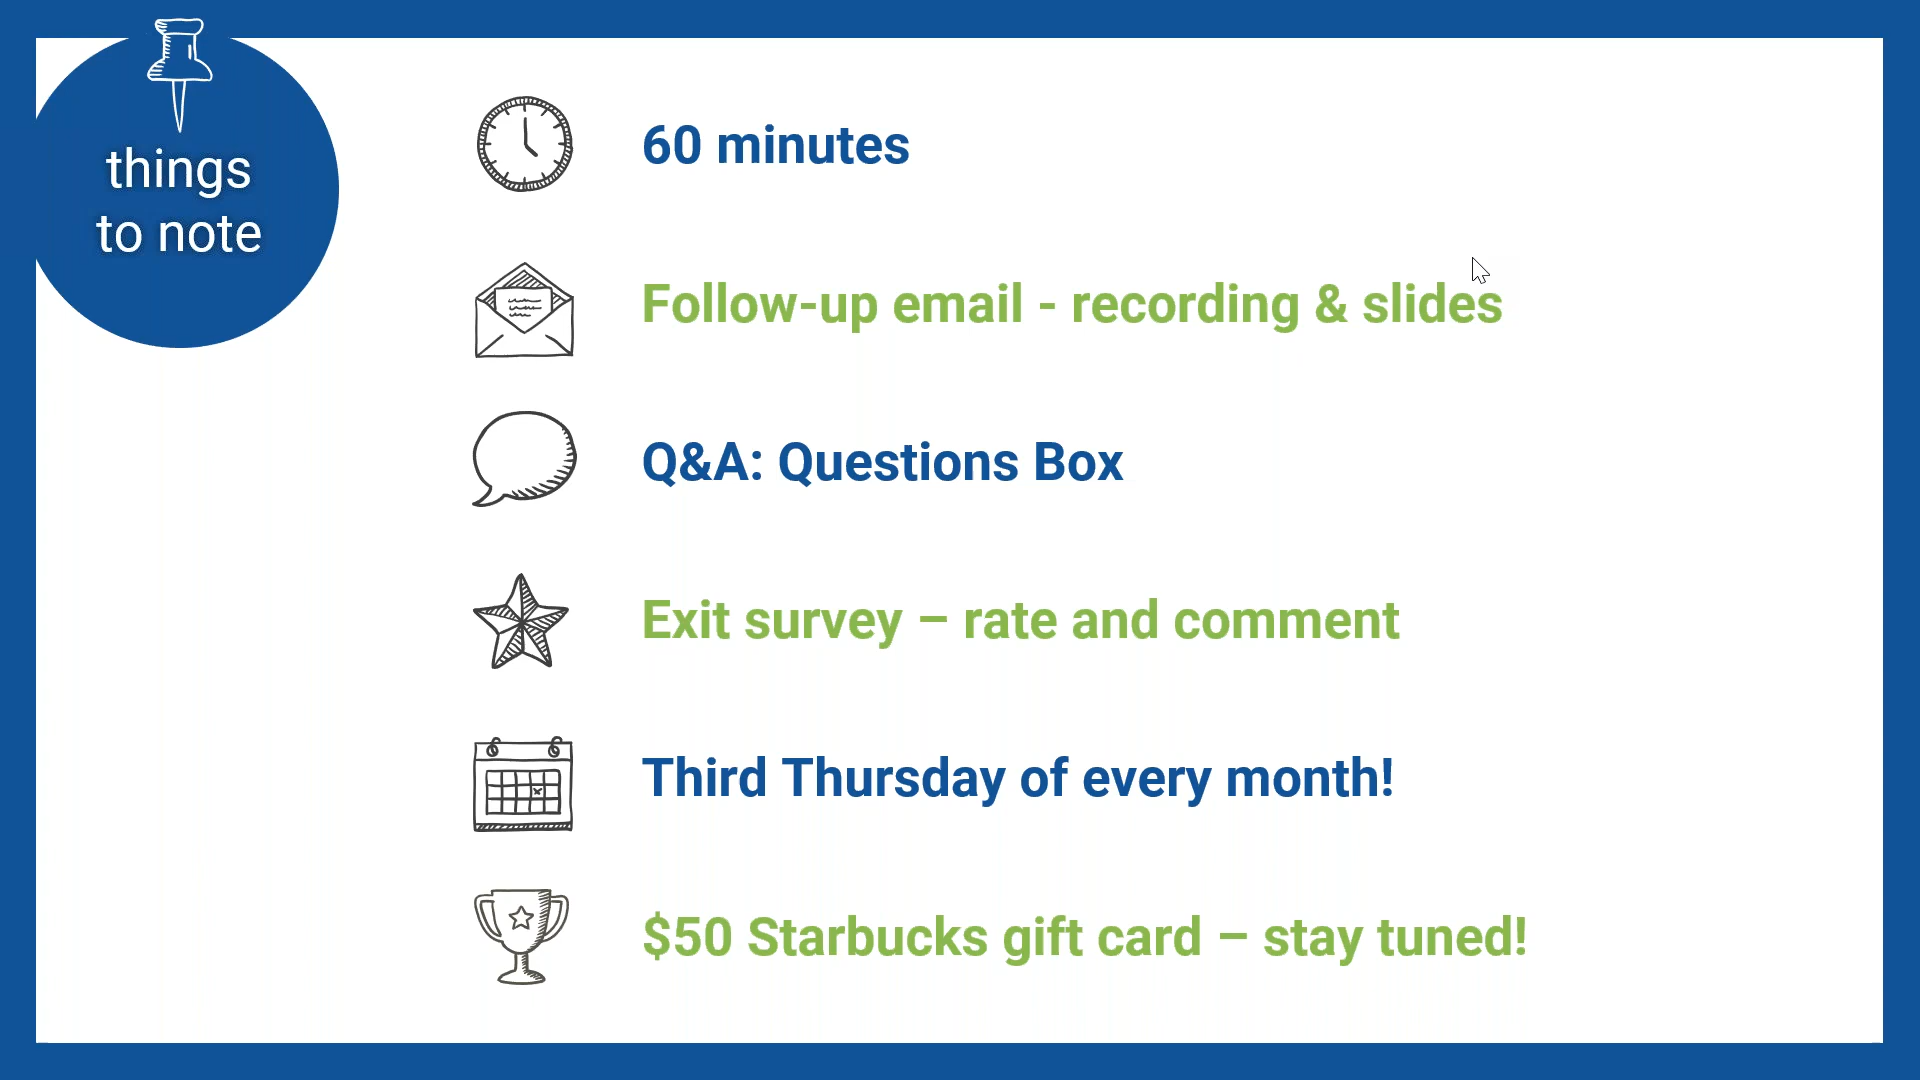 things
to note
60 minutes
Follow-up email - recording & slides
Q&A: Questions Box
Exit survey – rate and comment
Third Thursday of every month!
$50 Starbucks gift card – stay tuned!